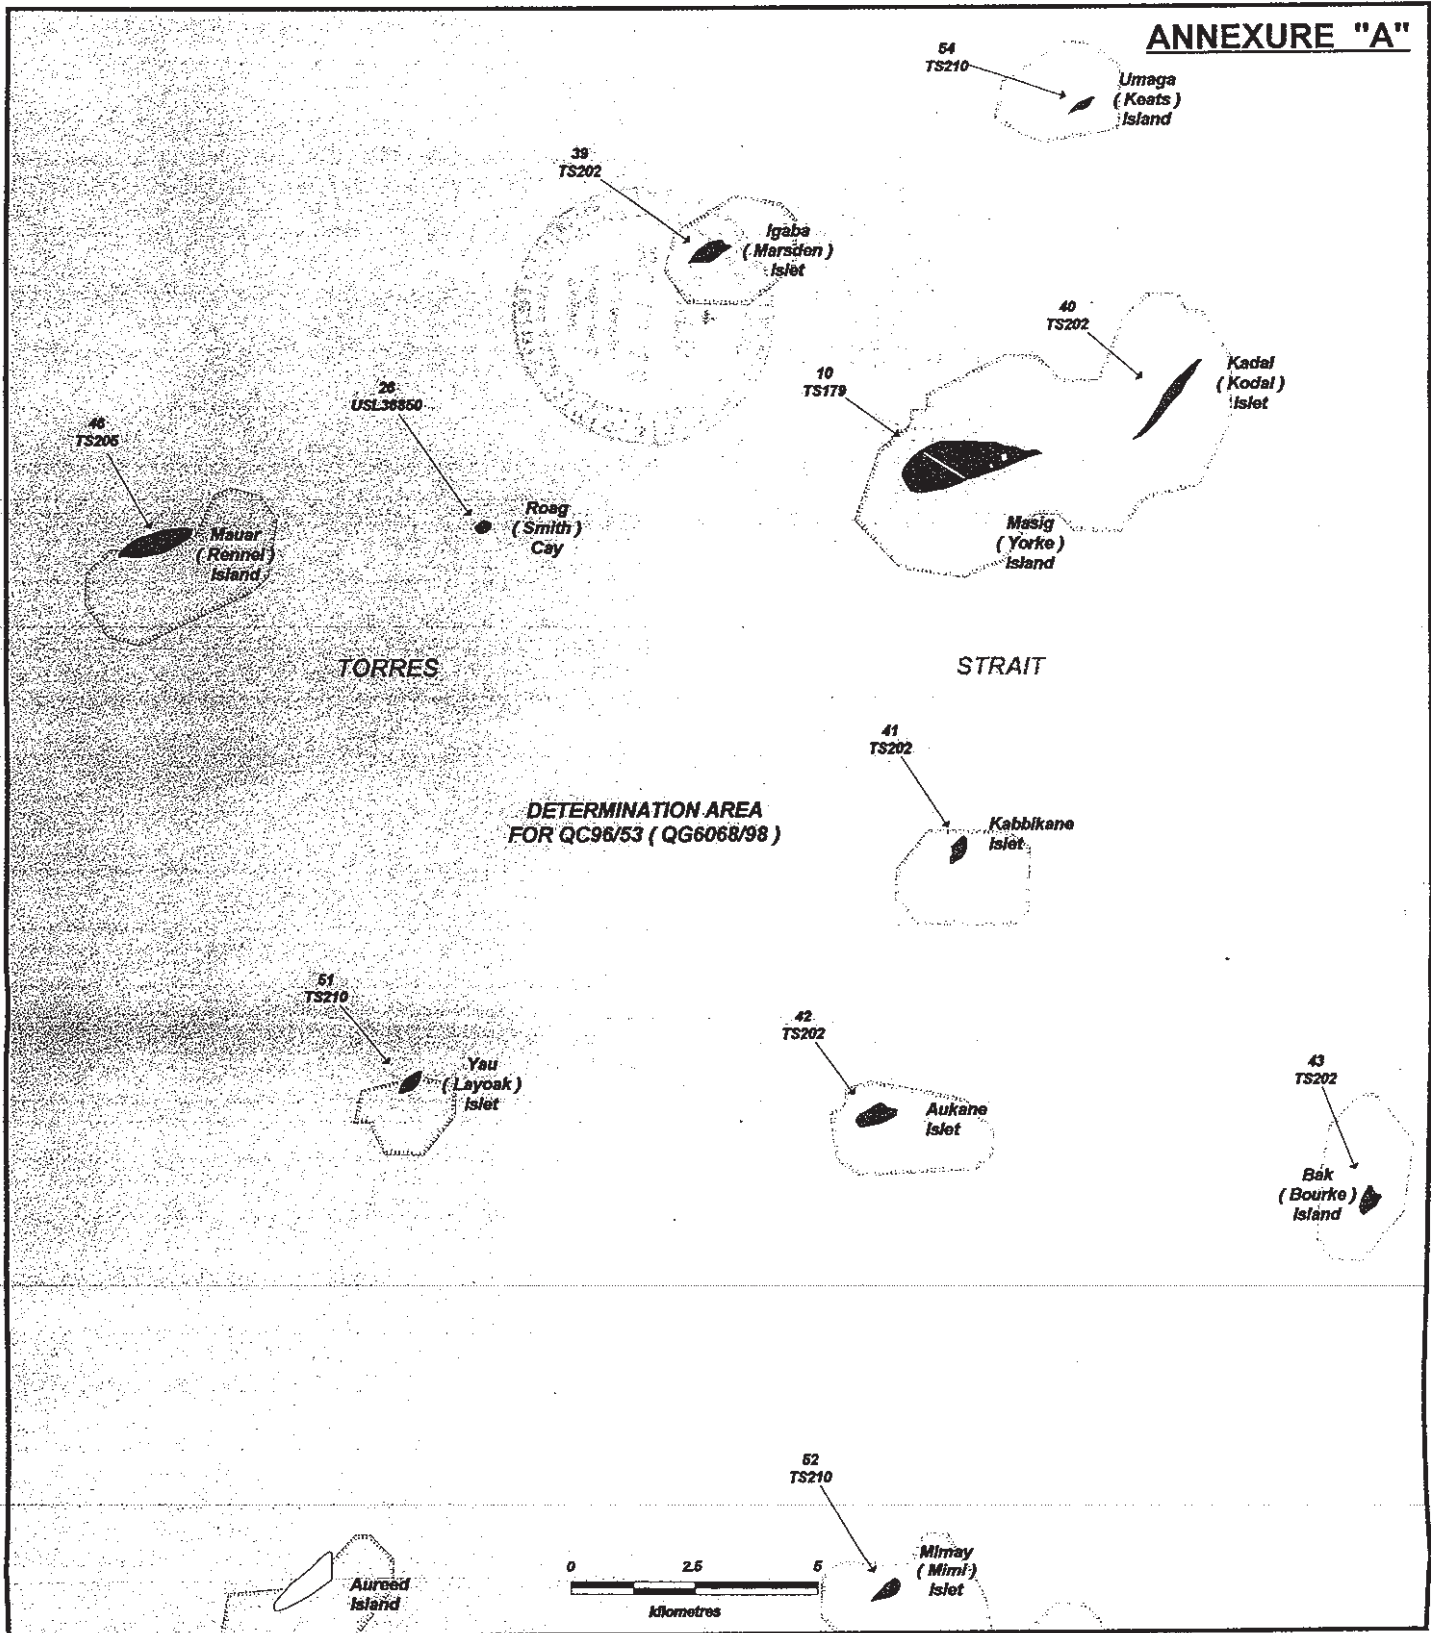 ANNEXURE "A"
54
TS210
Umaga
( Keats )
Island
39
TS202
Igaba
( Marsden )
Islet
40
TS202
Kadal
( Kodal )
Islet
10
TS179
26
USL36850
46
TS205
Roag
( Smith )
Cay
Mauar
( Rennel )
Island
Masig
( Yorke )
Island
TORRES
STRAIT
41
TS202
DETERMINATION AREA
FOR QC96/53 ( QG6068/98 )
Kabbikane
Islet
51
TS210
42
TS202
43
TS202
Yau
( Layoak )
Islet
Aukane
Islet
Bak
( Bourke )
Island
52
TS210
Mimay
( Mimi )
Islet
Aureed
Island
0 2.5 5
kilometres